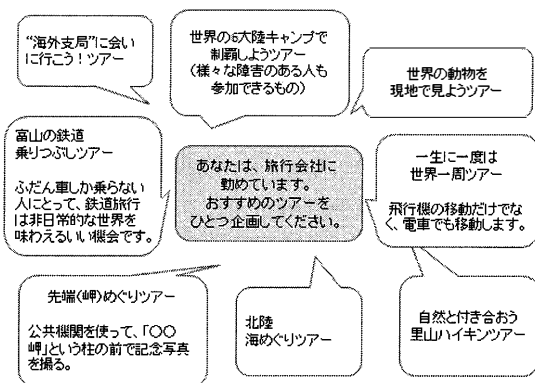 “海外支局”に会い
に行こう！ツアー
世界の6大陸キャンプで
制覇しようツアー
（様々な障害のある人も
参加できるもの）
世界の動物を
現地で見ようツアー
富山の鉄道
乗りつぶしツアー
ふだん車しか乗らない
人にとって、鉄道旅行
は非日常的な世界を
味わえるいい機会です。
あなたは、旅行会社に
勤めています。
おすすめのツアーを
ひとつ企画してください。
一生に一度は
世界一周ツアー
飛行機の移動だけでな
く、電車でも移動します。
先端（岬）めぐりツアー
公共機関を使って、「〇〇
岬」という柱の前で記念写真
を撮る。
北陸
海めぐりツアー
自然と付き合おう
里山ハイキンツアー